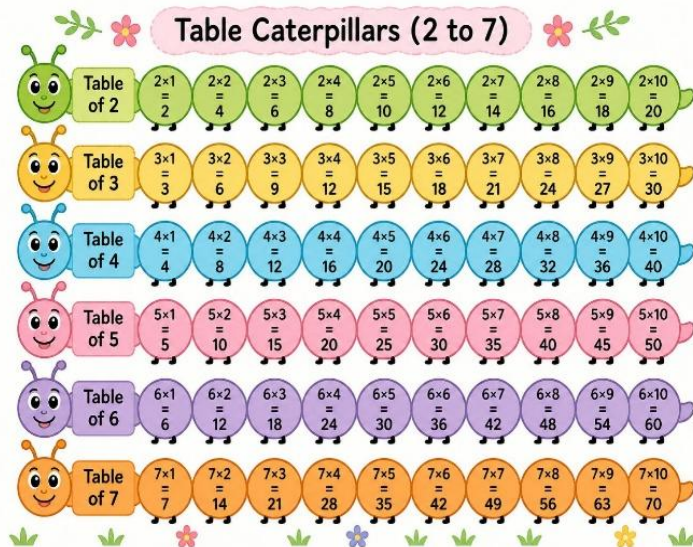 Table Caterpillars (2 to 7)
Table of 2
2×1 = 2
2×2 = 4
2×3 = 6
2×4 = 8
2×5 = 10
2×6 = 12
2×7 = 14
2×8 = 16
2×9 = 18
2×10 = 20
Table of 3
3×1 = 3
3×2 = 6
3×3 = 9
3×4 = 12
3×5 = 15
3×6 = 18
3×7 = 21
3×8 = 24
3×9 = 27
3×10 = 30
Table of 4
4×1 = 4
4×2 = 8
4×3 = 12
4×4 = 16
4×5 = 20
4×6 = 24
4×7 = 28
4×8 = 32
4×9 = 36
4×10 = 40
Table of 5
5×1 = 5
5×2 = 10
5×3 = 15
5×4 = 20
5×5 = 25
5×6 = 30
5×7 = 35
5×8 = 40
5×9 = 45
5×10 = 50
Table of 6
6×1 = 6
6×2 = 12
6×3 = 18
6×4 = 24
6×5 = 30
6×6 = 36
6×7 = 42
6×8 = 48
6×9 = 54
6×10 = 60
Table of 7
7×1 = 7
7×2 = 14
7×3 = 21
7×4 = 28
7×5 = 35
7×6 = 42
7×7 = 49
7×8 = 56
7×9 = 63
7×10 = 70